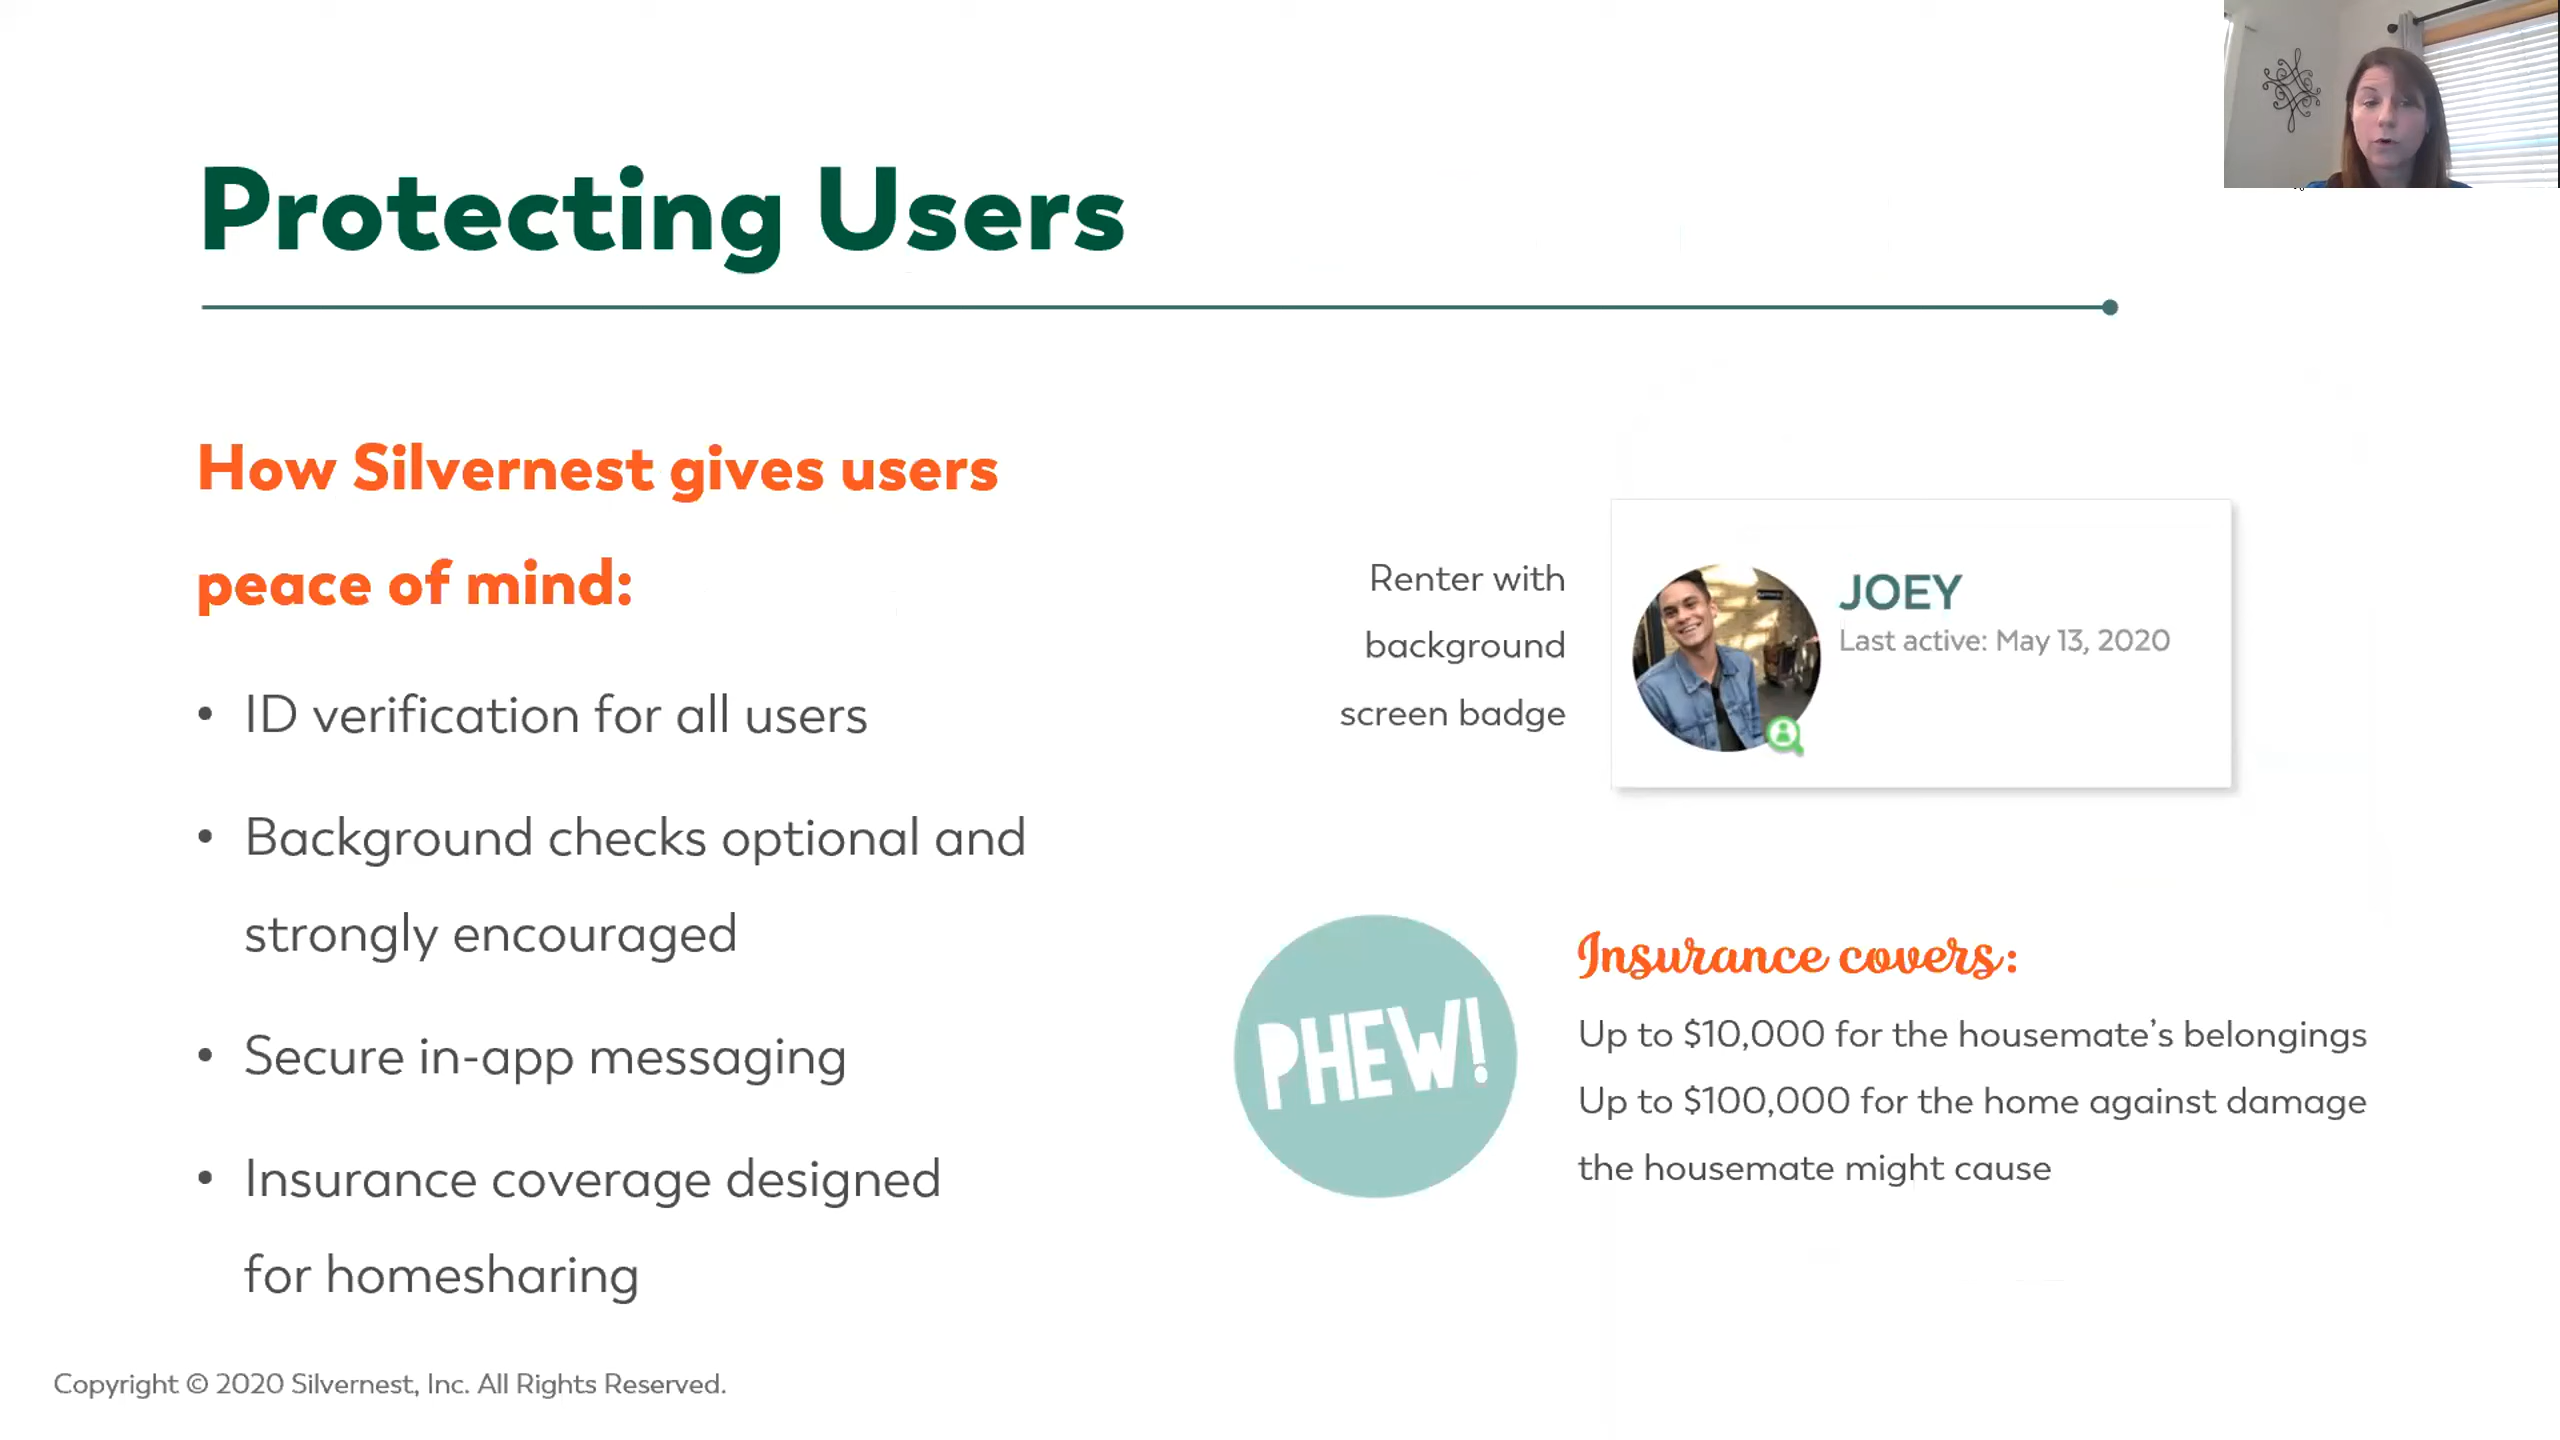 Protecting Users
How Silvernest gives users
peace of mind:
• ID verification for all users
• Background checks optional and
strongly encouraged
• Secure in-app messaging
• Insurance coverage designed
for homesharing
Renter with
background
screen badge
JOEY
Last active: May 13, 2020
PHEW!
Insurance covers:
Up to $10,000 for the housemate’s belongings
Up to $100,000 for the home against damage
the housemate might cause
Copyright © 2020 Silvernest, Inc. All Rights Reserved.